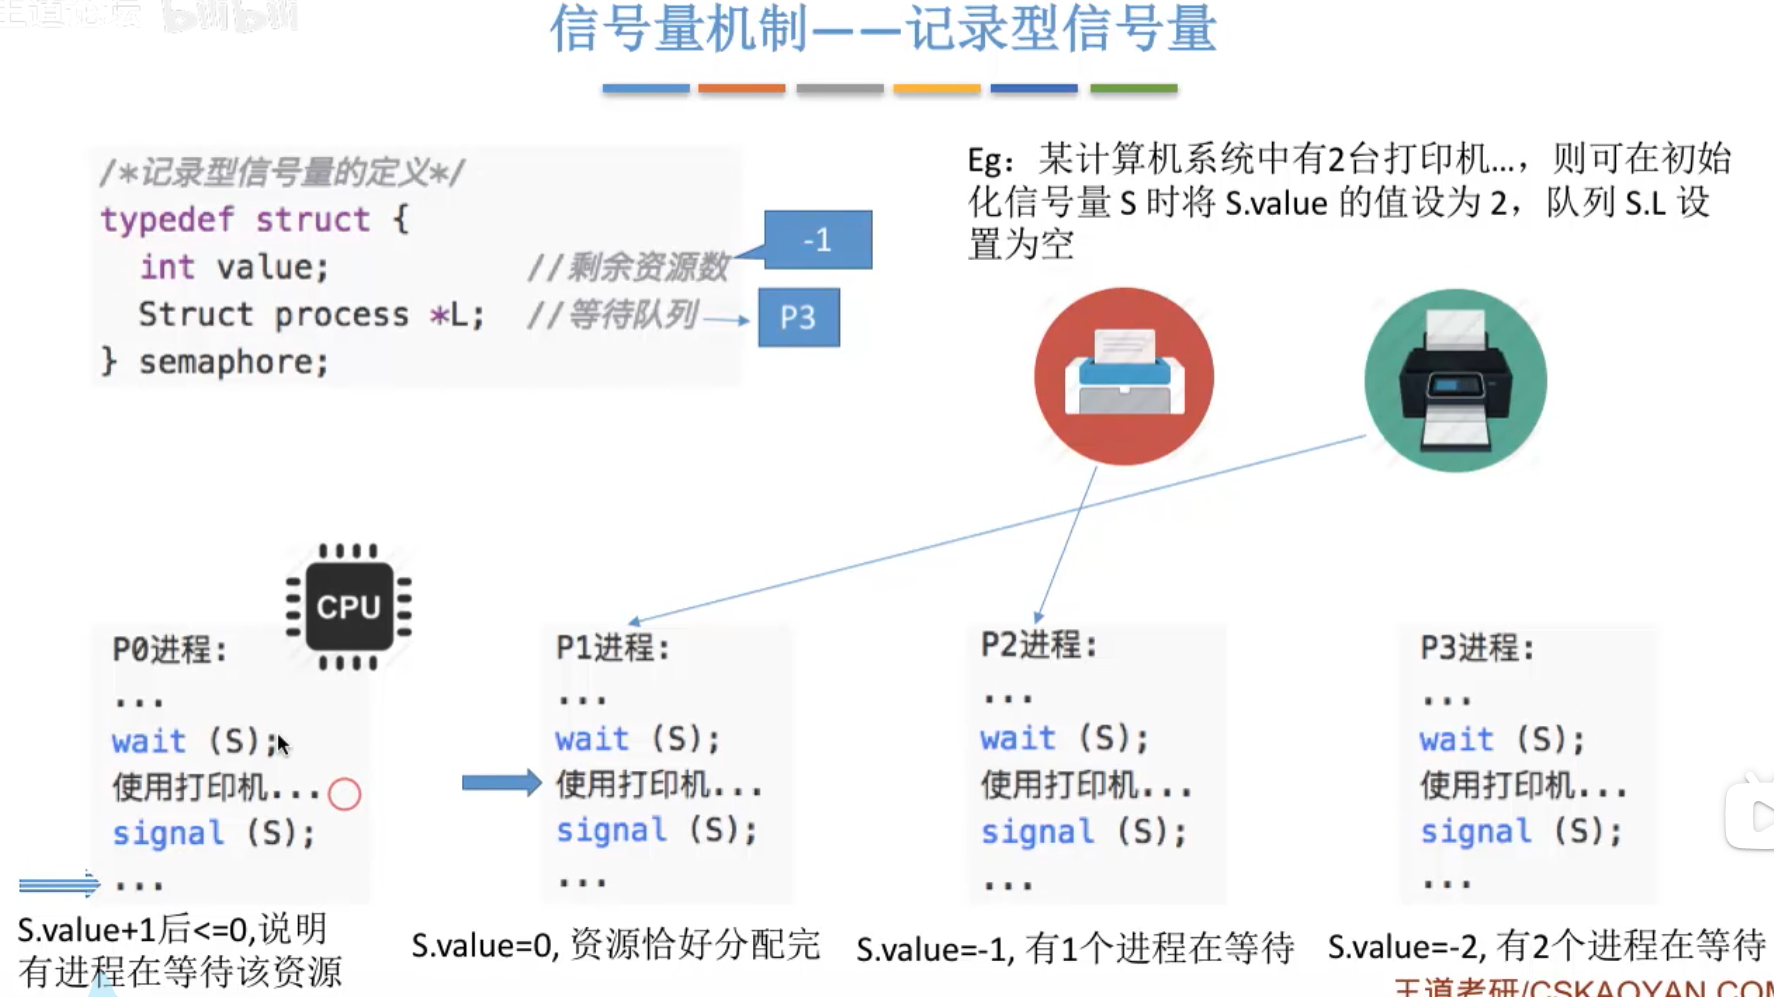 王道论坛 bilibili
信号量机制——记录型信号量
/*记录型信号量的定义*/
typedef struct {
int value; //剩余资源数
Struct process *L; //等待队列
} semaphore;
-1
P3
Eg：某计算机系统中有2台打印机...，则可在初始
化信号量 S 时将 S.value 的值设为 2，队列 S.L 设
置为空
CPU
P0进程:
...
wait (S);
使用打印机...
signal (S);
...
S.value+1后<=0,说明
有进程在等待该资源
P1进程:
...
wait (S);
使用打印机...
signal (S);
...
S.value=0, 资源恰好分配完
P2进程:
...
wait (S);
使用打印机...
signal (S);
...
S.value=-1, 有1个进程在等待
P3进程:
...
wait (S);
使用打印机...
signal (S);
...
S.value=-2, 有2个进程在等待
王道考研/CSKAOYAN.COM